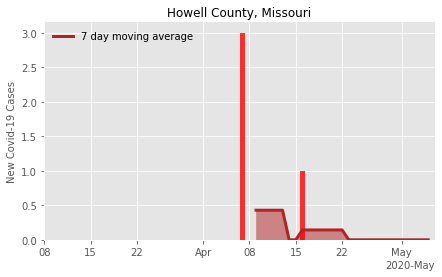 Howell County, Missouri
7 day moving average
New Covid-19 Cases
3.0
2.5
2.0
1.5
1.0
0.5
0.0
08 15 22 Apr 08 15 22 May
2020-May